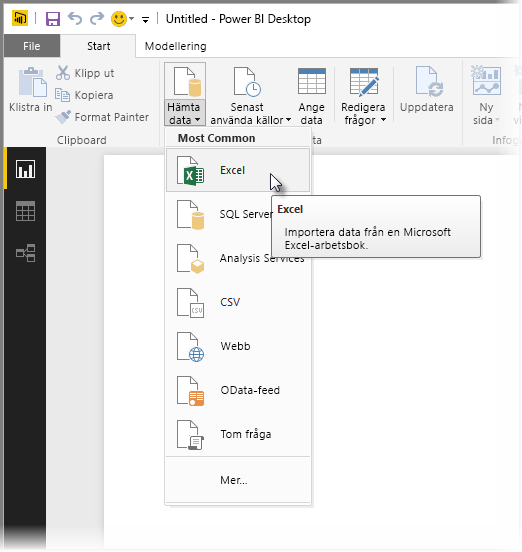 Untitled - Power BI Desktop
File Start Modellering
Klistra in
Klipp ut
Kopiera
Format Painter
Hämta data
Senast använda källor
Ange data
Redigera frågor
Uppdatera
Ny sida
Clipboard
ta
Infog
Most Common
Excel
SQL Server
Excel
Importera data från en Microsoft
Excel-arbetsbok.
Analysis Services
CSV
CSV
Webb
OData-feed
Tom fråga
Mer...